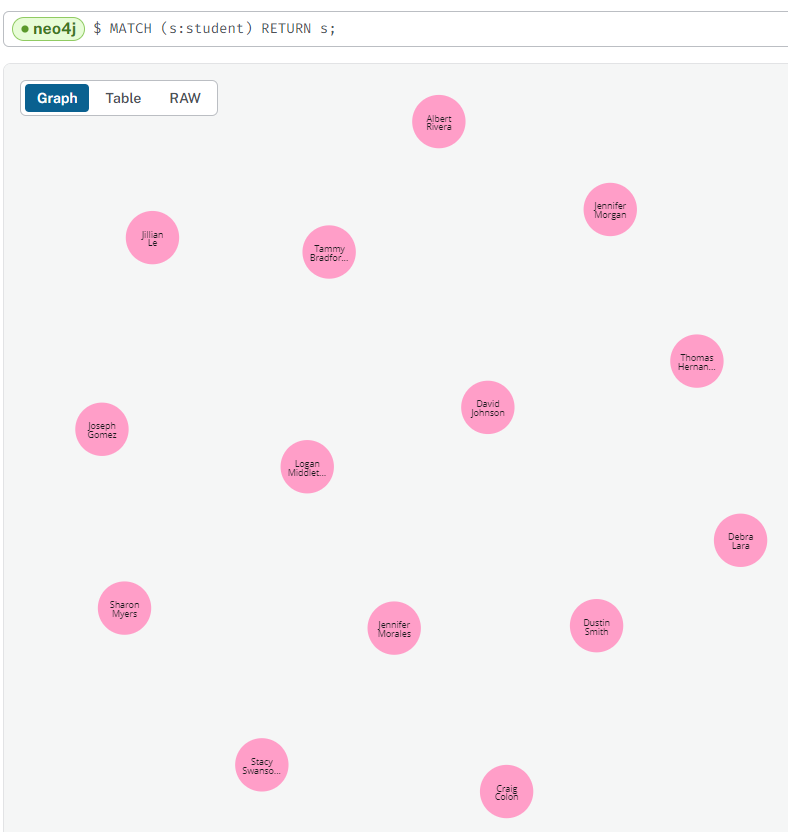 neo4j $ MATCH (s:student) RETURN s;
Graph Table RAW
Albert
Rivera
Jennifer
Morgan
Jillian
Le
Tammy
Bradfor...
Thomas
Hernan...
David
Johnson
Joseph
Gomez
Logan
Middlet...
Debra
Lara
Sharon
Myers
Jennifer
Morales
Dustin
Smith
Stacy
Swanso...
Craig
Colon